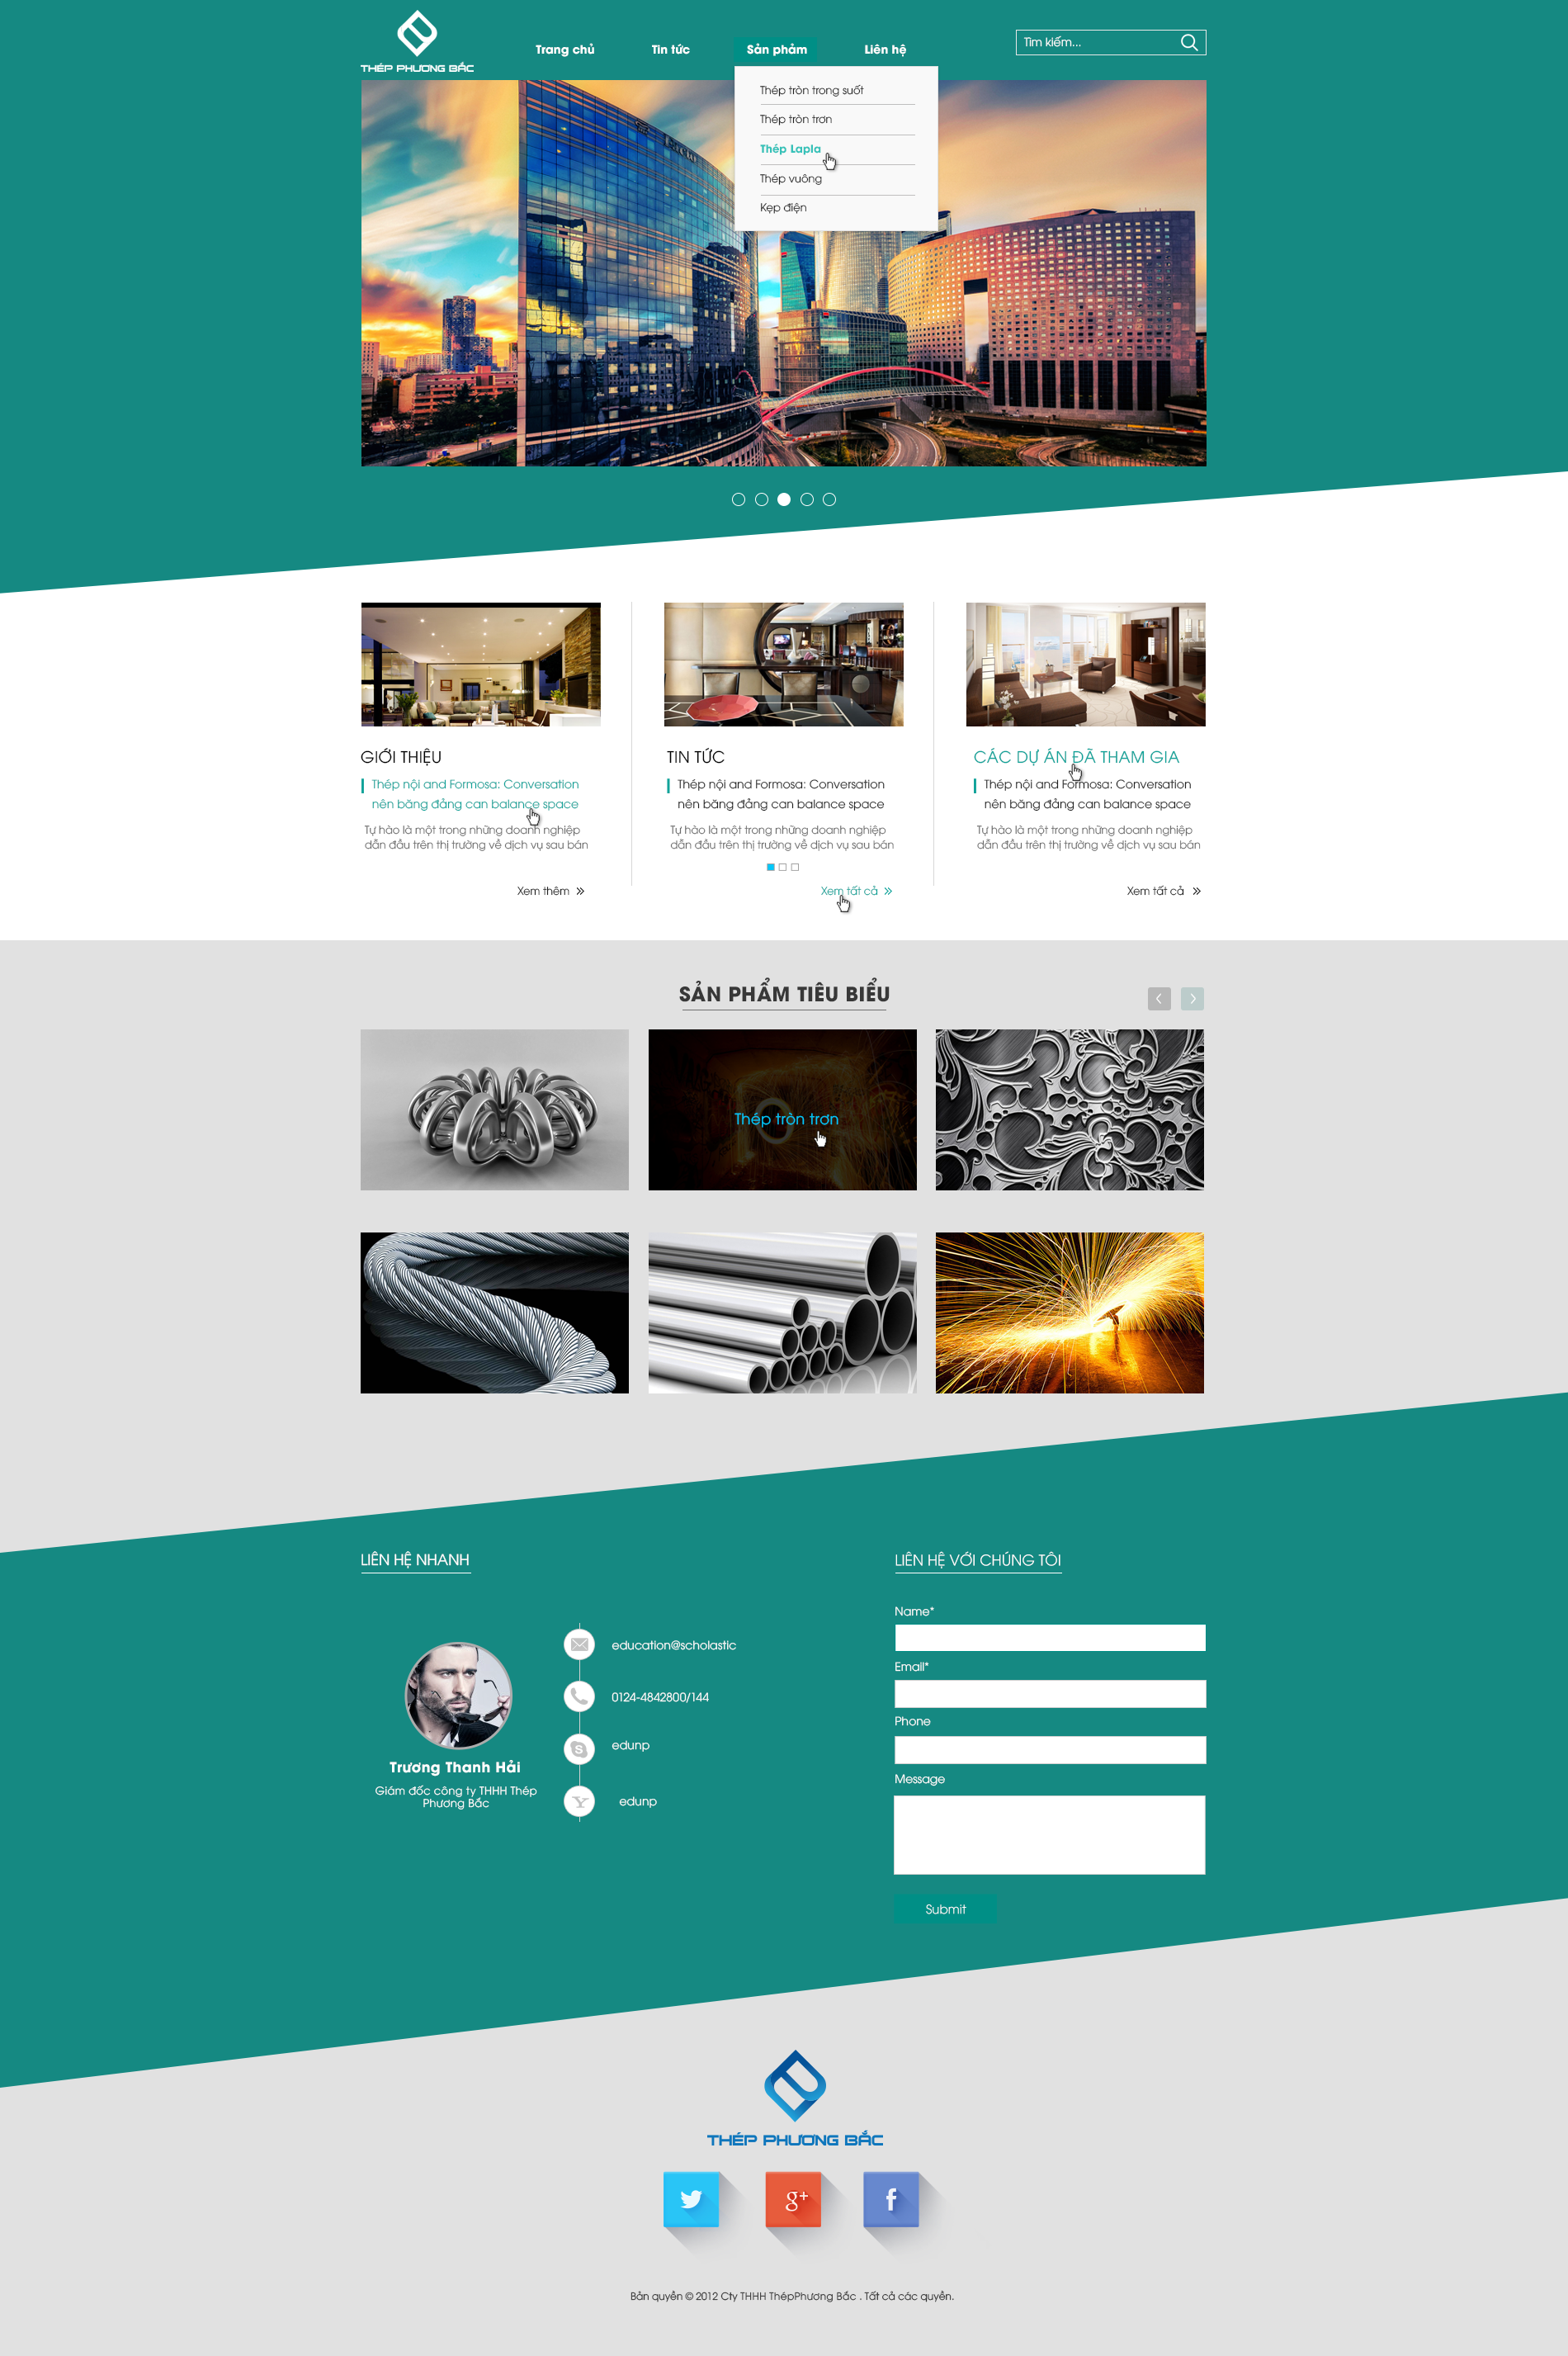 THÉP PHƯƠNG BẮC
Trang chủ
Tin tức
Sản phảm
Liên hệ
Tìm kiếm...
Thép tròn trong suốt
Thép tròn trơn
Thép Lapla
Thép vuông
Kẹp điện
GIỚI THIỆU
Thép nội and Formosa: Conversation
nên băng đảng can balance space
Tự hào là một trong những doanh nghiệp
dẫn đầu trên thị trường về dịch vụ sau bán
Xem thêm »
TIN TỨC
Thép nội and Formosa: Conversation
nên băng đảng can balance space
Tự hào là một trong những doanh nghiệp
dẫn đầu trên thị trường về dịch vụ sau bán
Xem tất cả »
CÁC DỰ ÁN ĐÃ THAM GIA
Thép nội and Formosa: Conversation
nên băng đảng can balance space
Tự hào là một trong những doanh nghiệp
dẫn đầu trên thị trường về dịch vụ sau bán
Xem tất cả »
SẢN PHẨM TIÊU BIỂU
Thép tròn trơn
LIÊN HỆ NHANH
Trương Thanh Hải
Giám đốc công ty THHH Thép
Phương Bắc
education@scholastic
0124-4842800/144
edunp
edunp
LIÊN HỆ VỚI CHÚNG TÔI
Name*
Email*
Phone
Message
Submit
THÉP PHƯƠNG BẮC
g+
f
Bản quyền © 2012 Cty THHH ThépPhương Bắc . Tất cả các quyền.